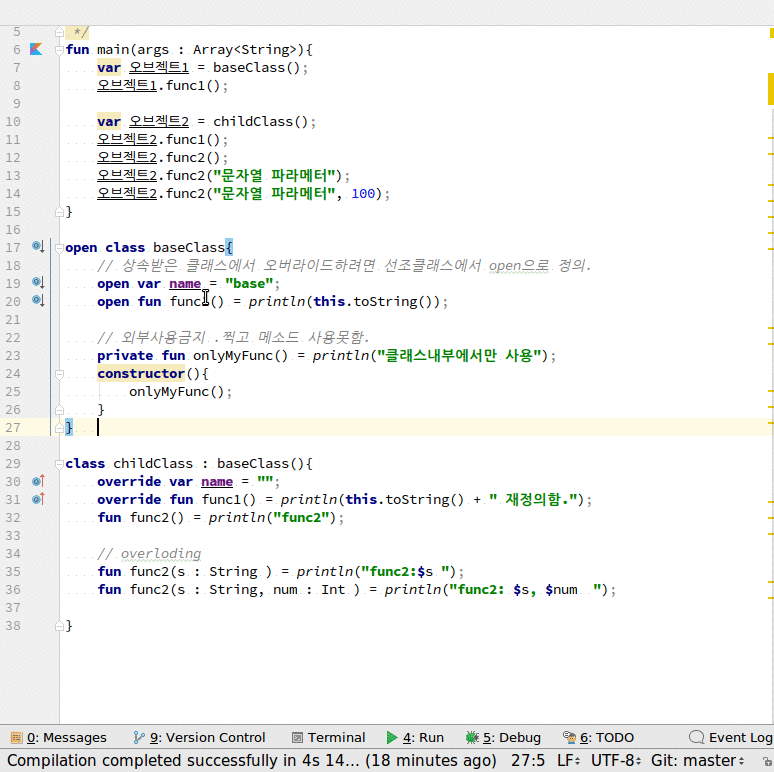 5 */
6 fun main(args : Array<String>){
7 var 오브젝트1 = baseClass();
8 오브젝트1.func1();
9
10 var 오브젝트2 = childClass();
11 오브젝트2.func1();
12 오브젝트2.func2();
13 오브젝트2.func2("문자열 파라메터");
14 오브젝트2.func2("문자열 파라메터", 100);
15 }
16
17 open class baseClass{
18 // 상속받은 클래스에서 오버라이드하려면 선조클래스에서 open으로 정의.
19 open var name = "base";
20 open fun func1() = println(this.toString());
21
22 // 외부사용금지 .찍고 메소드 사용못함.
23 private fun onlyMyFunc() = println("클래스내부에서만 사용");
24 constructor(){
25 onlyMyFunc();
26 }
27 }
28
29 class childClass : baseClass(){
30 override var name = "";
31 override fun func1() = println(this.toString() + " 재정의함.");
32 fun func2() = println("func2");
33
34 // overloding
35 fun func2(s : String ) = println("func2:$s ");
36 fun func2(s : String, num : Int ) = println("func2: $s, $num  ");
37
38 }
0: Messages 9: Version Control Terminal 4: Run 5: Debug 6: TODO Event Log
Compilation completed successfully in 4s 14... (18 minutes ago) 27:5 LF UTF-8 Git: master